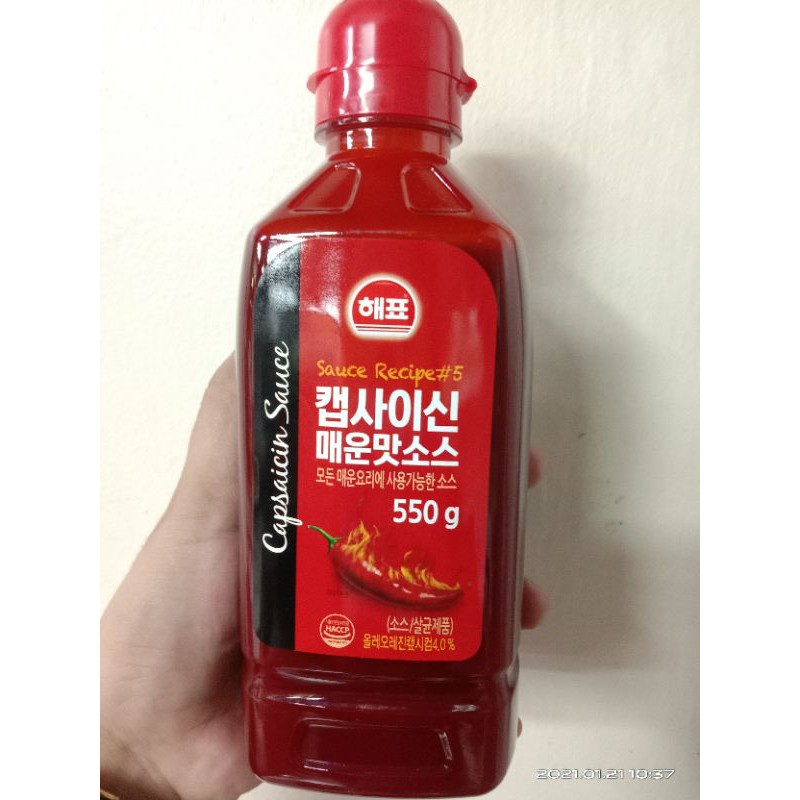 해표
Sauce Recipe#5
캡사이신
매운맛소스
모든 매운요리에 사용가능한 소스
550 g
Capsaicin Sauce
HACCP
(소스/살균제품)
올레오레진캪시컴4.0%
2021.01.21 10:37